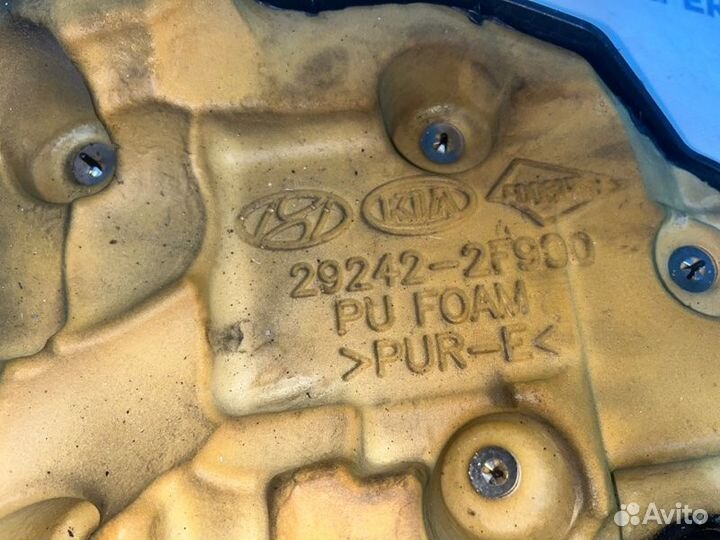 KIA
29242-2F900
PU FOAM
>PUR-E<
Avito